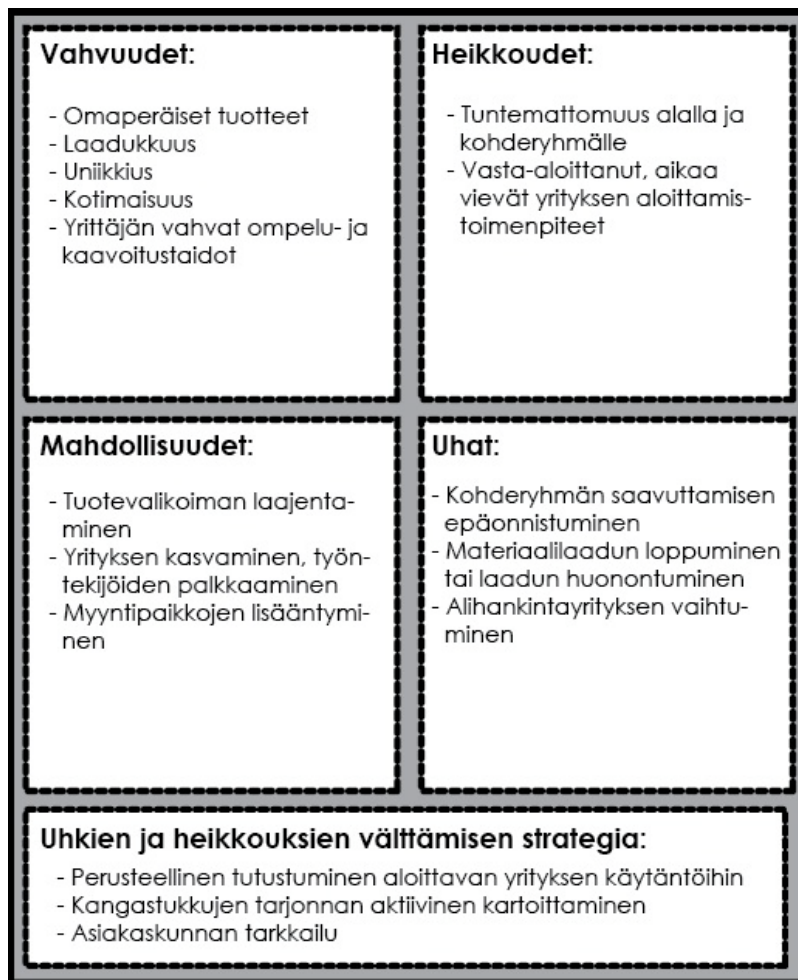 Vahvuudet:
- Omaperäiset tuotteet
- Laadukkuus
- Uniikkius
- Kotimaisuus
- Yrittäjän vahvat ompelu- ja
kaavoitustaidot
Heikkoudet:
- Tuntemattomuus alalla ja
kohderyhmälle
- Vasta-aloittanut, aikaa
vievät yrityksen aloittamis-
toimenpiteet
Mahdollisuudet:
- Tuotevalikoiman laajenta-
minen
- Yrityksen kasvaminen, työn-
tekijöiden palkkaaminen
- Myyntipaikkojen lisääntymi-
nen
Uhat:
- Kohderyhmän saavuttamisen
epäonnistuminen
- Materiaalilaadun loppuminen
tai laadun huonontuminen
- Alihankintayrityksen vaihtu-
minen
Uhkien ja heikkouksien välttämisen strategia:
- Perusteellinen tutustuminen aloittavan yrityksen käytäntöihin
- Kangastukkujen tarjonnan aktiivinen kartoittaminen
- Asiakaskunnan tarkkailu